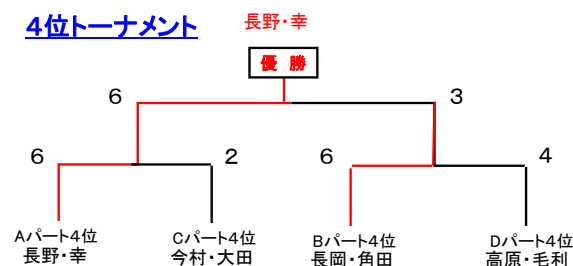 4位トーナメント
長野・幸
優 勝
6
3
6
2
6
4
Aパート4位
長野・幸
Cパート4位
今村・大田
Bパート4位
長岡・角田
Dパート4位
高原・毛利